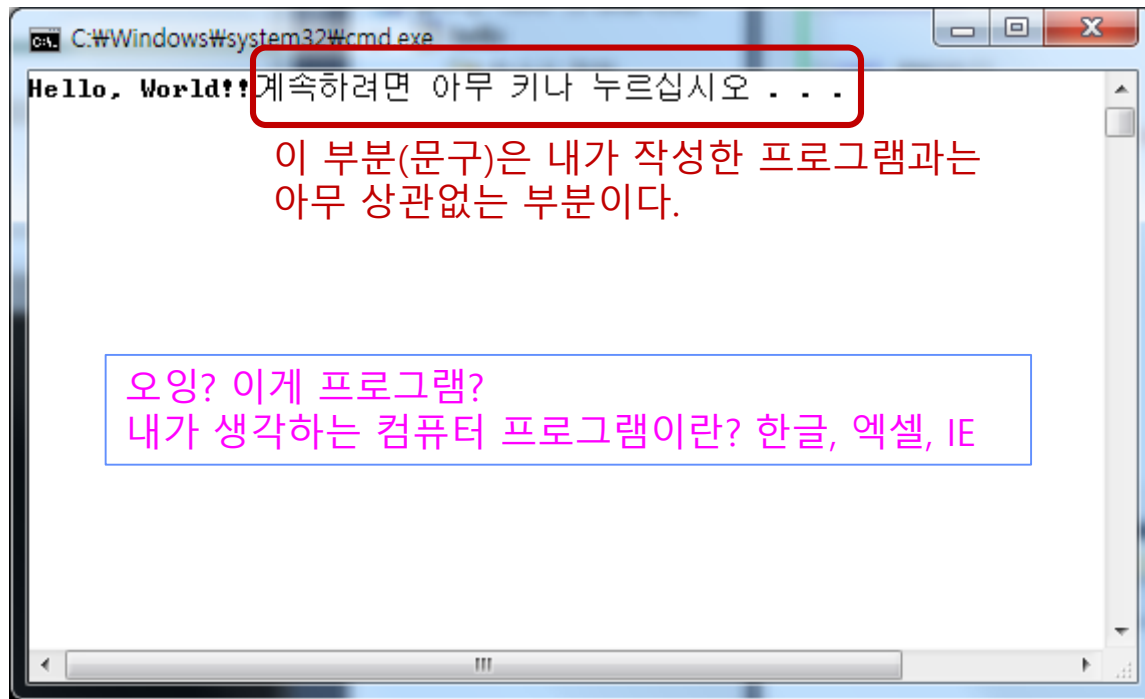 C:₩Windows₩system32₩cmd.exe
Hello, World!!계속하려면 아무 키나 누르십시오 . . .
이 부분(문구)은 내가 작성한 프로그램과는
아무 상관없는 부분이다.
오잉? 이게 프로그램?
내가 생각하는 컴퓨터 프로그램이란? 한글, 엑셀, IE